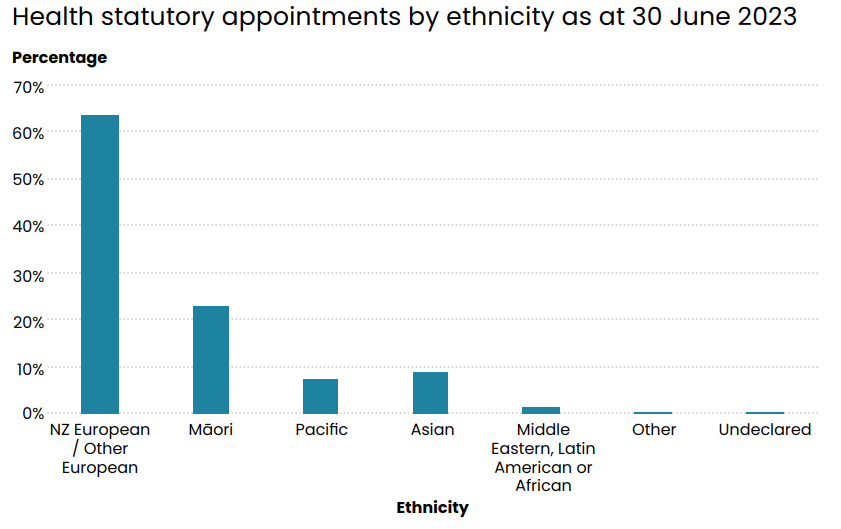 Health statutory appointments by ethnicity as at 30 June 2023
Percentage
70%
60%
50%
40%
30%
20%
10%
0%
NZ European
/ Other
European
Māori
Pacific
Asian
Middle
Eastern, Latin
American or
African
Other
Undeclared
Ethnicity